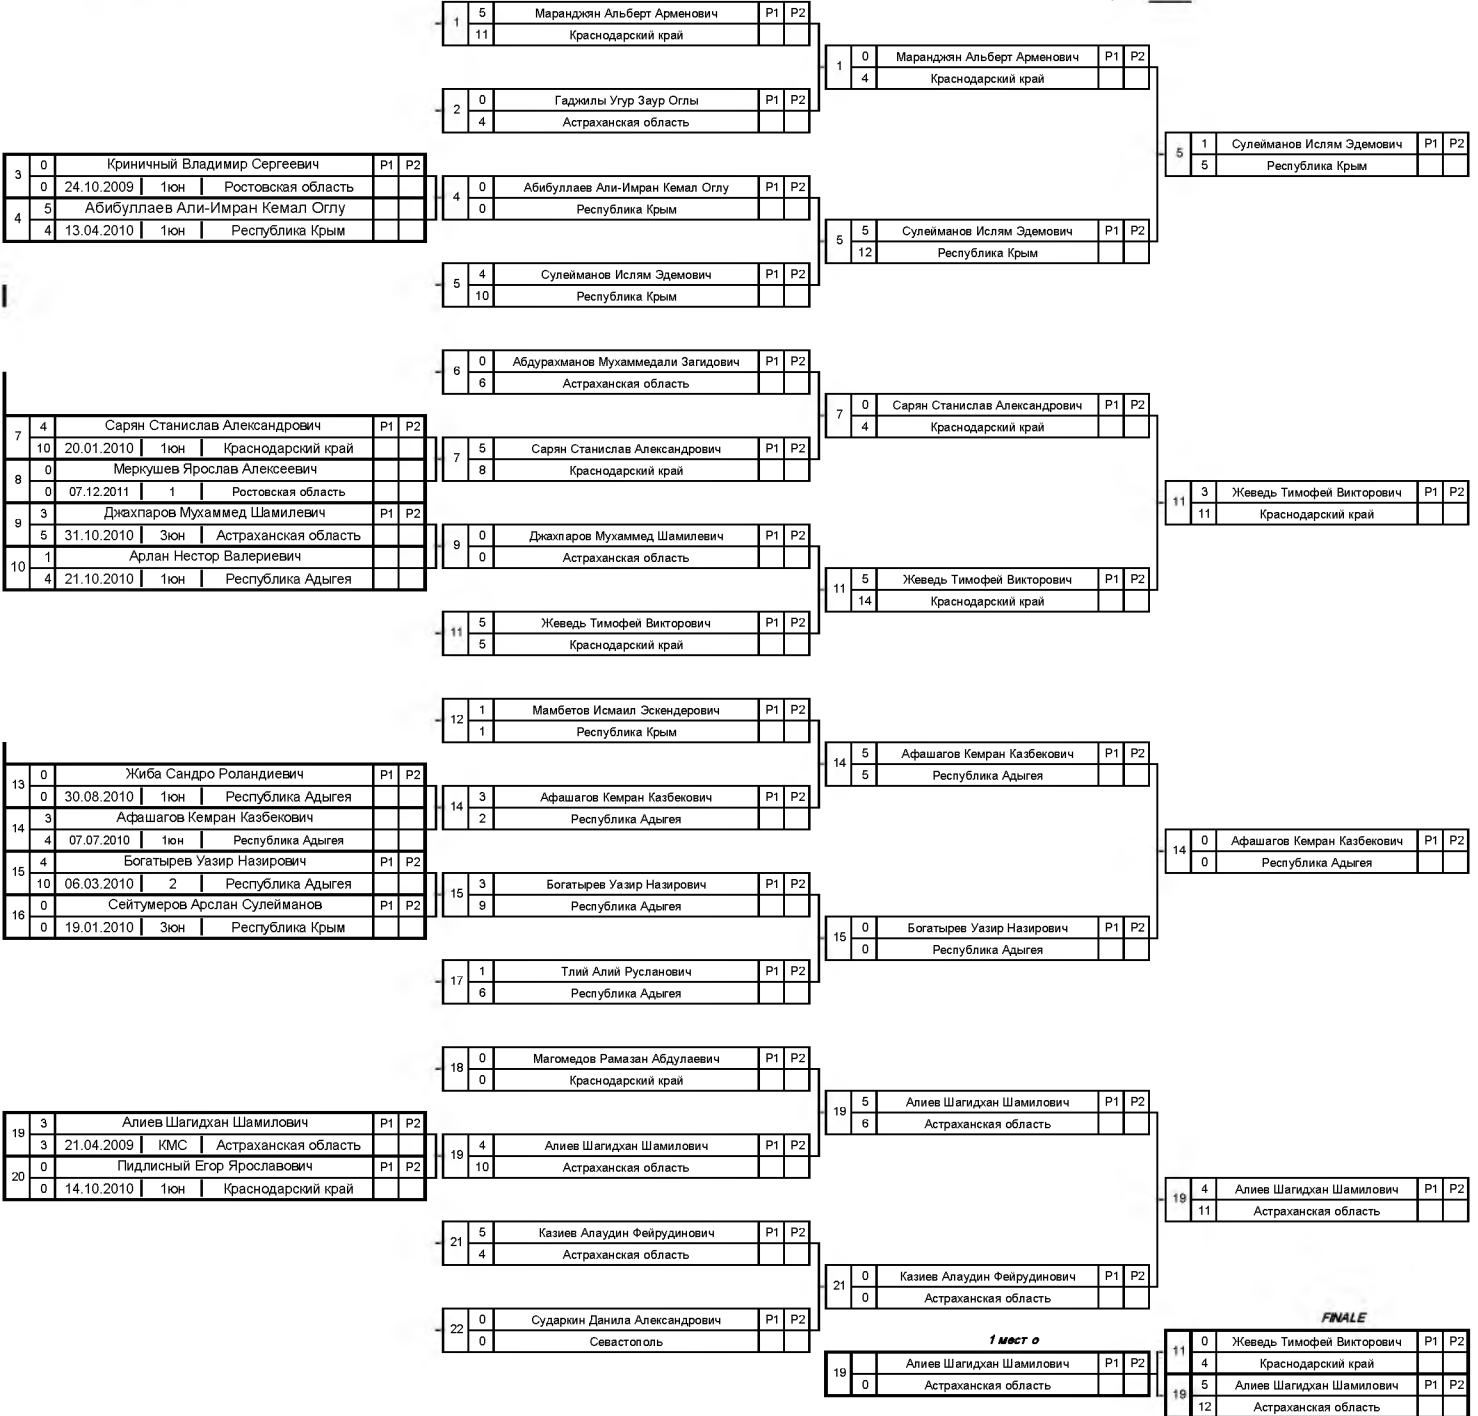 5 Маранджян Альберт Арменович P1 P2
1
11 Краснодарский край
0 Маранджян Альберт Арменович P1 P2
1
4 Краснодарский край
0 Гаджилы Угур Заур Оглы P1 P2
2
4 Астраханская область
1 Сулейманов Ислям Эдемович P1 P2
5
5 Республика Крым
0 Криничный Владимир Сергеевич P1 P2
3
0 24.10.2009 1юн Ростовская область
5 Абибуллаев Али-Имран Кемал Оглу
4
4 13.04.2010 1юн Республика Крым
0 Абибуллаев Али-Имран Кемал Оглу P1 P2
4
0 Республика Крым
5 Сулейманов Ислям Эдемович P1 P2
5
12 Республика Крым
4 Сулейманов Ислям Эдемович P1 P2
5
10 Республика Крым
0 Абдурахманов Мухаммедали Загидович P1 P2
6
6 Астраханская область
0 Сарян Станислав Александрович P1 P2
7
4 Краснодарский край
4 Сарян Станислав Александрович P1 P2
7
10 20.01.2010 1юн Краснодарский край
0 Меркушев Ярослав Алексеевич
8
0 07.12.2011 1 Ростовская область
5 Сарян Станислав Александрович P1 P2
7
8 Краснодарский край
3 Жеведь Тимофей Викторович P1 P2
11
11 Краснодарский край
3 Джахпаров Мухаммед Шамилевич P1 P2
9
5 31.10.2010 3юн Астраханская область
1 Арлан Нестор Валериевич
10
4 21.10.2010 1юн Республика Адыгея
0 Джахпаров Мухаммед Шамилевич P1 P2
9
0 Астраханская область
5 Жеведь Тимофей Викторович P1 P2
11
14 Краснодарский край
5 Жеведь Тимофей Викторович P1 P2
11
5 Краснодарский край
1 Мамбетов Исмаил Эскендерович P1 P2
12
1 Республика Крым
5 Афашагов Кемран Казбекович P1 P2
14
5 Республика Адыгея
0 Жиба Сандро Роландиевич P1 P2
13
0 30.08.2010 1юн Республика Адыгея
3 Афашагов Кемран Казбекович
14
4 07.07.2010 1юн Республика Адыгея
3 Афашагов Кемран Казбекович P1 P2
14
2 Республика Адыгея
0 Афашагов Кемран Казбекович P1 P2
14
0 Республика Адыгея
4 Богатырев Уазир Назирович P1 P2
15
10 06.03.2010 2 Республика Адыгея
0 Сейтумеров Арслан Сулейманов P1 P2
16
0 19.01.2010 3юн Республика Крым
3 Богатырев Уазир Назирович P1 P2
15
9 Республика Адыгея
0 Богатырев Уазир Назирович P1 P2
15
0 Республика Адыгея
1 Тлий Алий Русланович P1 P2
17
6 Республика Адыгея
0 Магомедов Рамазан Абдулаевич P1 P2
18
0 Краснодарский край
5 Алиев Шагидхан Шамилович P1 P2
19
6 Астраханская область
3 Алиев Шагидхан Шамилович P1 P2
19
3 21.04.2009 КМС Астраханская область
0 Пидлисный Егор Ярославович P1 P2
20
0 14.10.2010 1юн Краснодарский край
4 Алиев Шагидхан Шамилович P1 P2
19
10 Астраханская область
4 Алиев Шагидхан Шамилович P1 P2
19
11 Астраханская область
5 Казиев Алаудин Фейрудинович P1 P2
21
4 Астраханская область
0 Казиев Алаудин Фейрудинович P1 P2
21
0 Астраханская область
0 Сударкин Данила Александрович P1 P2
22
0 Севастополь
FINALE
1 мест о
Алиев Шагидхан Шамилович P1 P2
19
0 Астраханская область
0 Жеведь Тимофей Викторович P1 P2
11
4 Краснодарский край
5 Алиев Шагидхан Шамилович P1 P2
19
12 Астраханская область